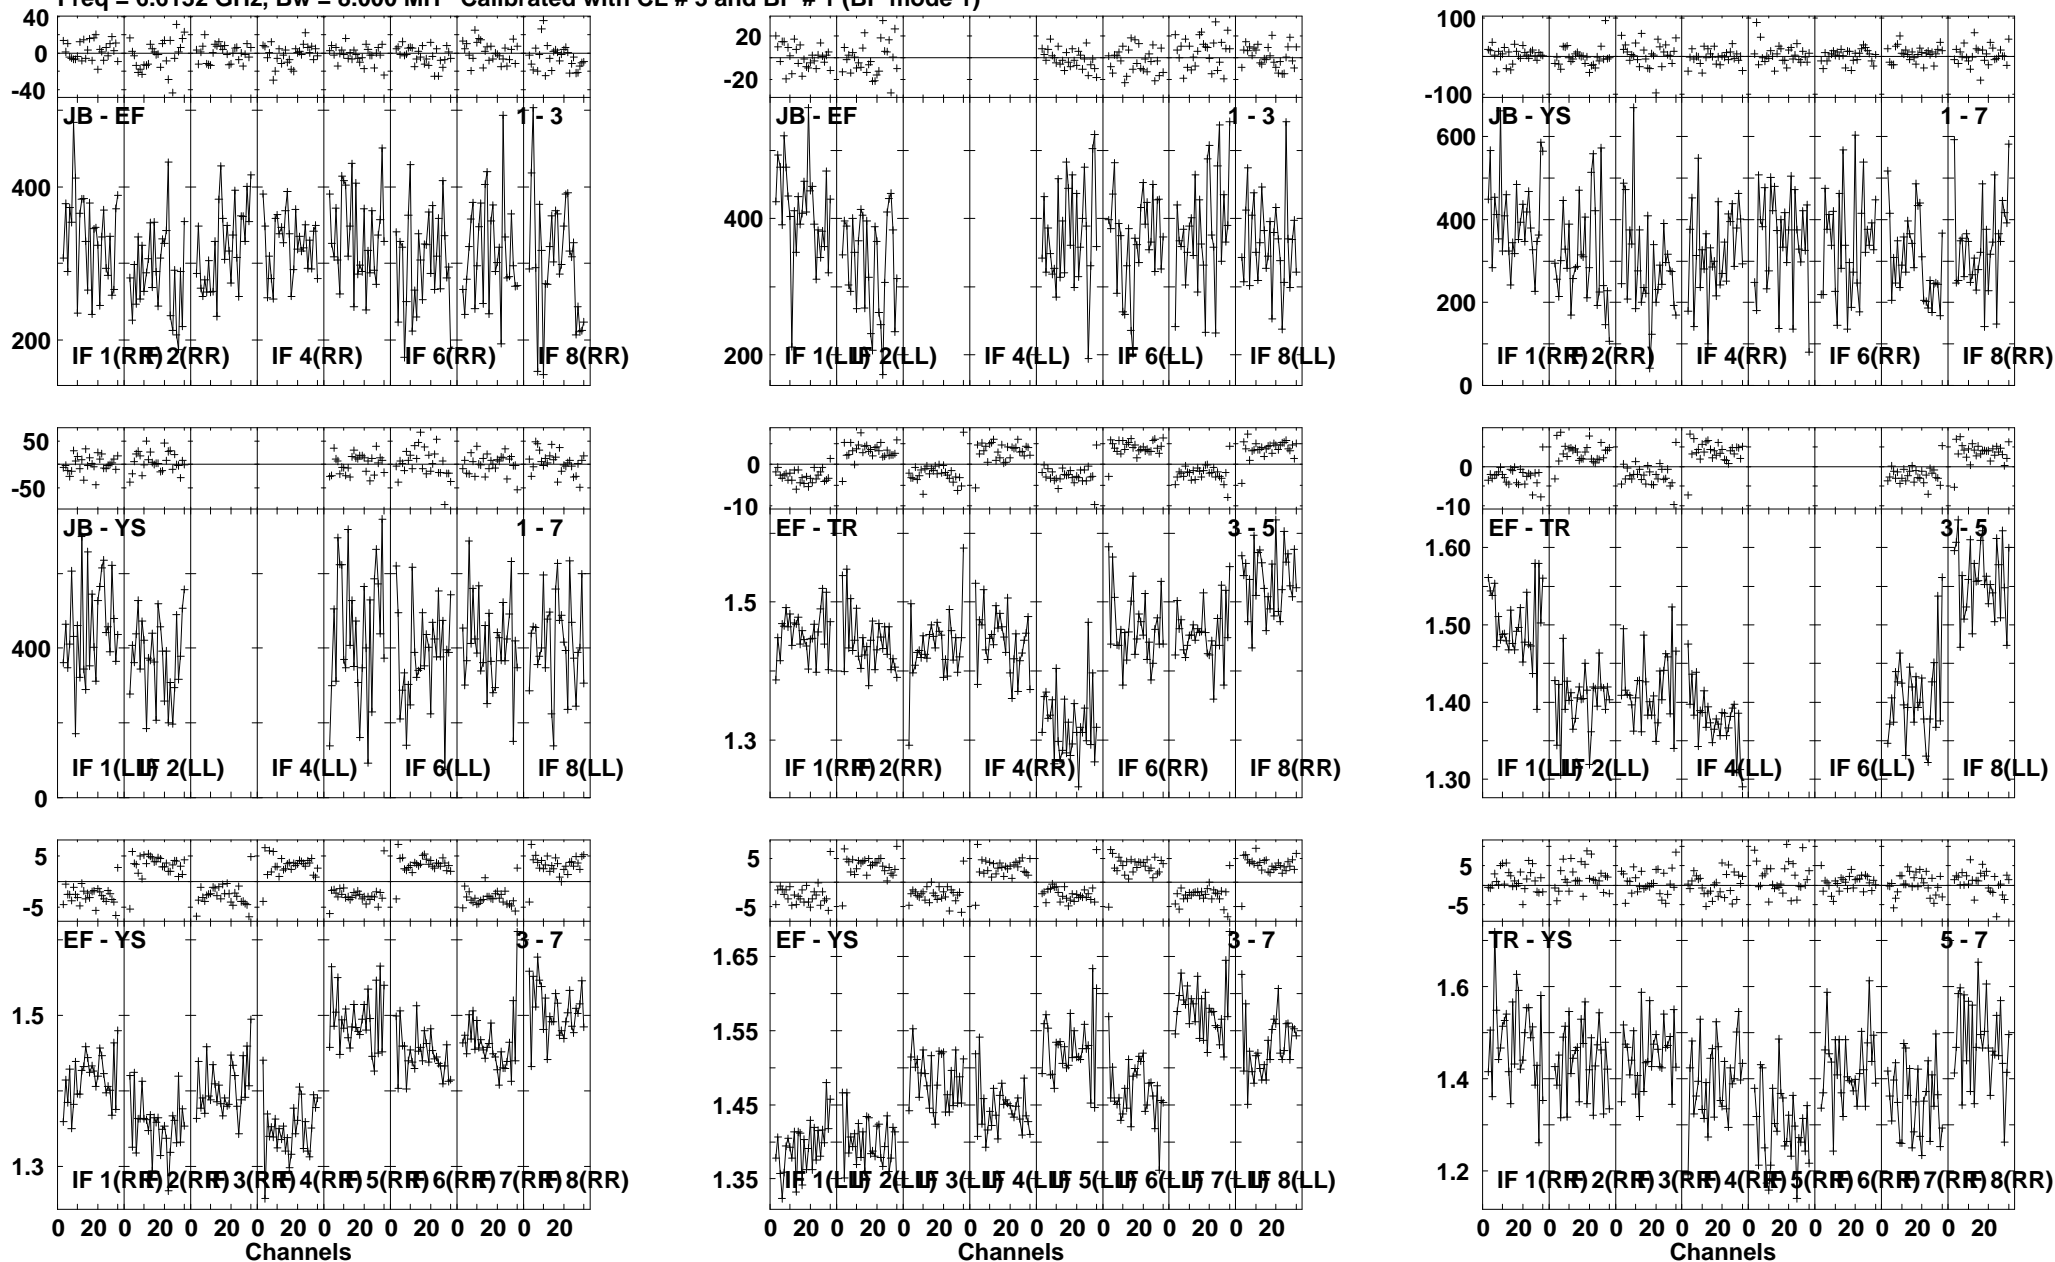 Freq = 6.6132 GHz, Bw = 8.000 MH Calibrated with CL # 3 and BP # 1 (BP mode 1)
40
0
-40
JB - EF 1 - 3
400
200
IF 1(RR) IF 2(RR) IF 4(RR) IF 6(RR) IF 8(RR)
20
-20
JB - EF 1 - 3
400
200
IF 1(LL) IF 2(LL) IF 4(LL) IF 6(LL) IF 8(LL)
100
-100
JB - YS 1 - 7
600
400
200
0
IF 1(RR) IF 2(RR) IF 4(RR) IF 6(RR) IF 8(RR)
50
-50
JB - YS 1 - 7
400
0
IF 1(LL) IF 2(LL) IF 4(LL) IF 6(LL) IF 8(LL)
0
-10
EF - TR 3 - 5
1.5
1.3
IF 1(RR) IF 2(RR) IF 4(RR) IF 6(RR) IF 8(RR)
0
-10
EF - TR 3 - 5
1.60
1.50
1.40
1.30
IF 1(LL) IF 2(LL) IF 4(LL) IF 6(LL) IF 8(LL)
5
-5
EF - YS 3 - 7
1.5
1.3
IF 1(RR) IF 2(RR) IF 3(RR) IF 4(RR) IF 5(RR) IF 6(RR) IF 7(RR) IF 8(RR)
0 20 0 20 0 20 0 20 0 20 0 20 0 20 0 20
Channels
5
-5
EF - YS 3 - 7
1.65
1.55
1.45
1.35
IF 1(LL) IF 2(LL) IF 3(LL) IF 4(LL) IF 5(LL) IF 6(LL) IF 7(LL) IF 8(LL)
0 20 0 20 0 20 0 20 0 20 0 20 0 20 0 20
Channels
5
-5
TR - YS 5 - 7
1.6
1.4
1.2
IF 1(RR) IF 2(RR) IF 3(RR) IF 4(RR) IF 5(RR) IF 6(RR) IF 7(RR) IF 8(RR)
0 20 0 20 0 20 0 20 0 20 0 20 0 20 0 20
Channels